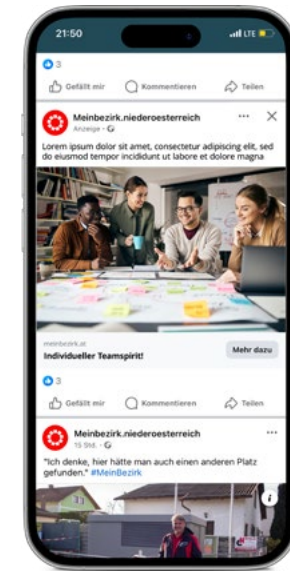 21:50
LTE
3
Gefällt mir Kommentieren Teilen
Meinbezirk.niederoesterreich
Anzeige
Lorem ipsum dolor sit amet, consectetur adipiscing elit, sed
do eiusmod tempor incididunt ut labore et dolore magna
meinbezirk.at
Individueller Teamspirit!
Mehr dazu
3
Gefällt mir Kommentieren Teilen
Meinbezirk.niederoesterreich
15 Std.
"Ich denke, hier hätte man auch einen anderen Platz
gefunden." #MeinBezirk